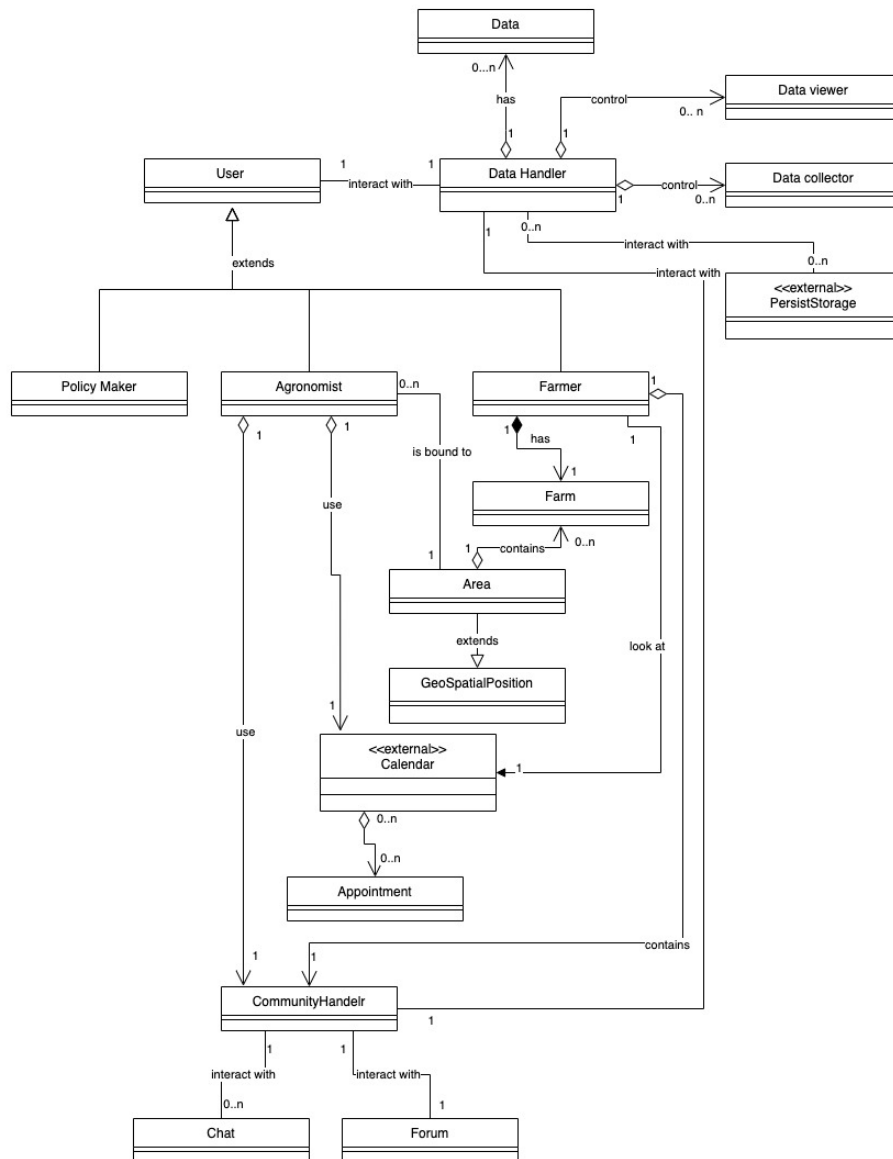 Data
0...n
has
1
control
1
0.. n
Data viewer
User
1
interact with
1
Data Handler
1
control
0..n
Data collector
1
0..n
interact with
0..n
interact with
<<external>>
PersistStorage
extends
Policy Maker
Agronomist
0..n
Farmer
1
1
1
is bound to
1
has
1
1
use
Farm
1
contains
0..n
1
Area
extends
look at
GeoSpatialPosition
1
use
<<external>>
Calendar
1
0..n
0..n
Appointment
contains
1
1
CommunityHandelr
1
1
1
interact with
interact with
0..n
1
Chat
Forum